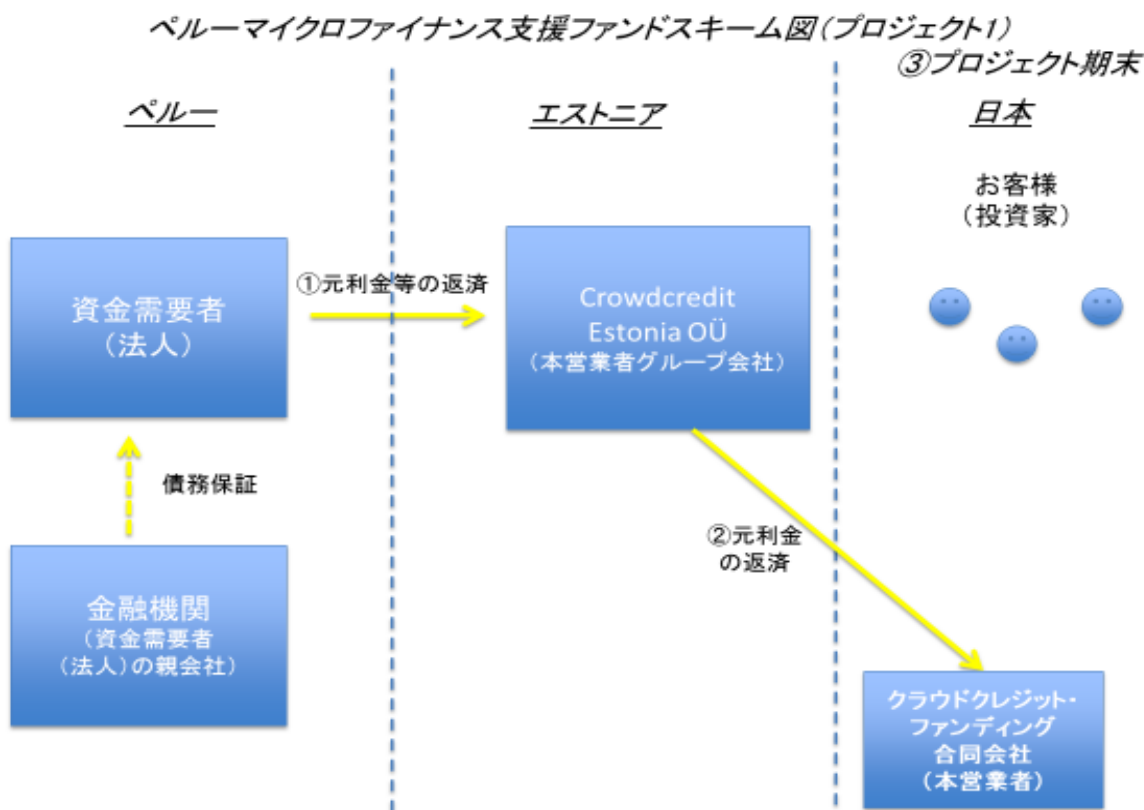 ペルーマイクロファイナンス支援ファンドスキーム図(プロジェクト1)
③プロジェクト期末
ペルー
エストニア
日本
お客様
(投資家)
資金需要者
(法人)
①元利金等の返済
Crowdcredit
Estonia OÜ
(本営業者グループ会社)
債務保証
②元利金
の返済
金融機関
(資金需要者
(法人)の親会社)
クラウドクレジット・
ファンディング
合同会社
(本営業者)